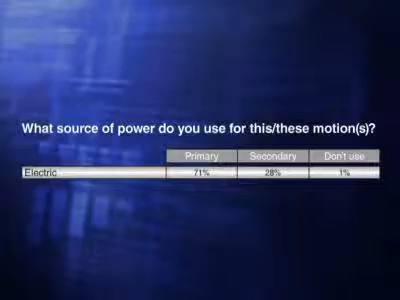 What source of power do you use for this/these motion(s)?
Primary Secondary Don't use
Electric 71% 28% 1%